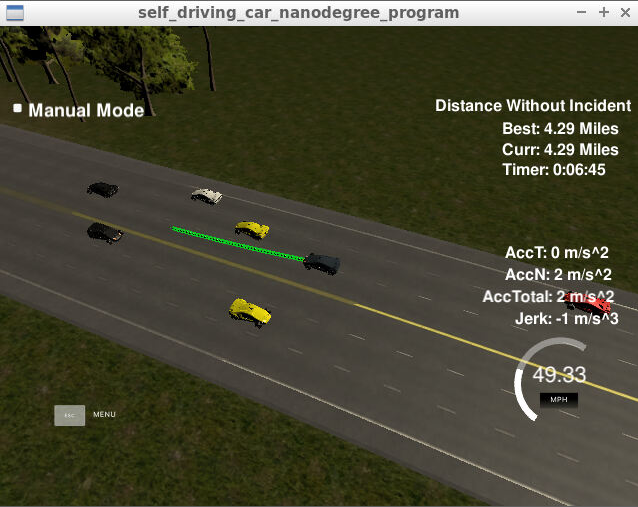 self_driving_car_nanodegree_program
Manual Mode
Distance Without Incident
Best: 4.29 Miles
Curr: 4.29 Miles
Timer: 0:06:45
AccT: 0 m/s^2
AccN: 2 m/s^2
AccTotal: 2 m/s^2
Jerk: -1 m/s^3
49.33
MPH
ESC
MENU